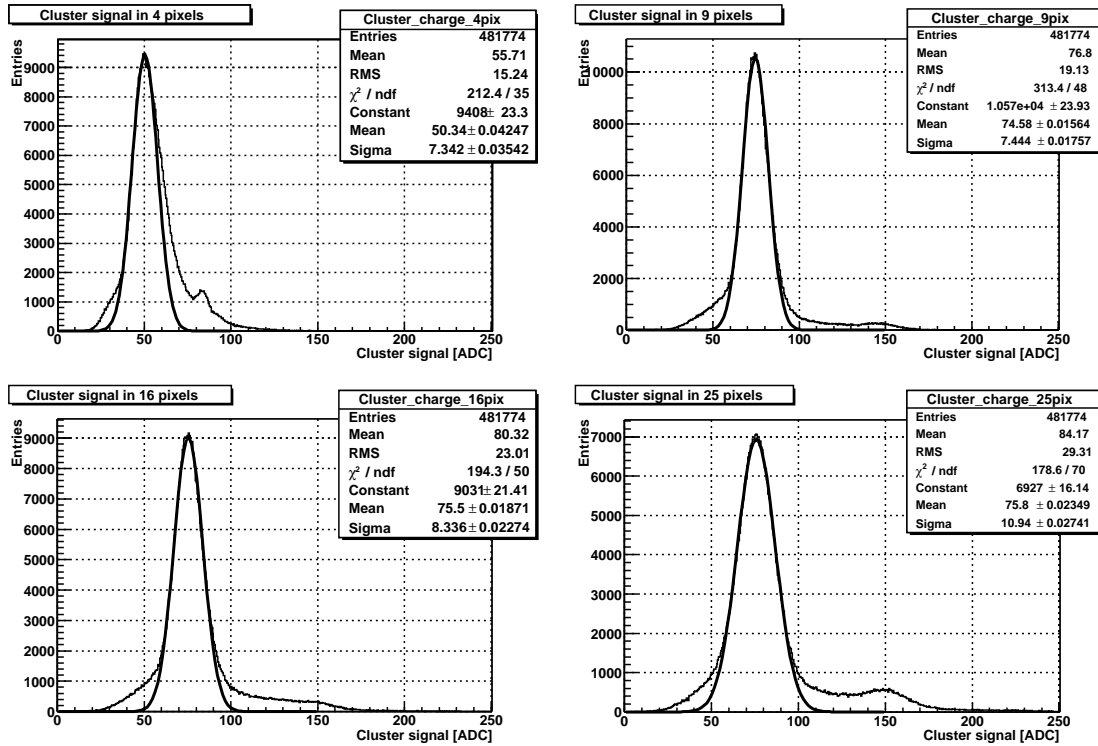 Cluster signal in 4 pixels
Cluster_charge_4pix
Entries 481774
Mean 55.71
RMS 15.24
χ² / ndf 212.4 / 35
Constant 9408± 23.3
Mean 50.34±0.04247
Sigma 7.342 ±0.03542
Entries
9000
8000
7000
6000
5000
4000
3000
2000
1000
0
0 50 100 150 200 250
Cluster signal [ADC]
Cluster signal in 9 pixels
Cluster_charge_9pix
Entries 481774
Mean 76.8
RMS 19.13
χ² / ndf 313.4 / 48
Constant 1.057e+04 ± 23.93
Mean 74.58 ± 0.01564
Sigma 7.444 ± 0.01757
Entries
10000
8000
6000
4000
2000
0
0 50 100 150 200 250
Cluster signal [ADC]
Cluster signal in 16 pixels
Cluster_charge_16pix
Entries 481774
Mean 80.32
RMS 23.01
χ² / ndf 194.3 / 50
Constant 9031±21.41
Mean 75.5 ±0.01871
Sigma 8.336 ±0.02274
Entries
9000
8000
7000
6000
5000
4000
3000
2000
1000
0
0 50 100 150 200 250
Cluster signal [ADC]
Cluster signal in 25 pixels
Cluster_charge_25pix
Entries 481774
Mean 84.17
RMS 29.31
χ² / ndf 178.6 / 70
Constant 6927 ± 16.14
Mean 75.8 ± 0.02349
Sigma 10.94 ± 0.02741
Entries
7000
6000
5000
4000
3000
2000
1000
0
0 50 100 150 200 250
Cluster signal [ADC]